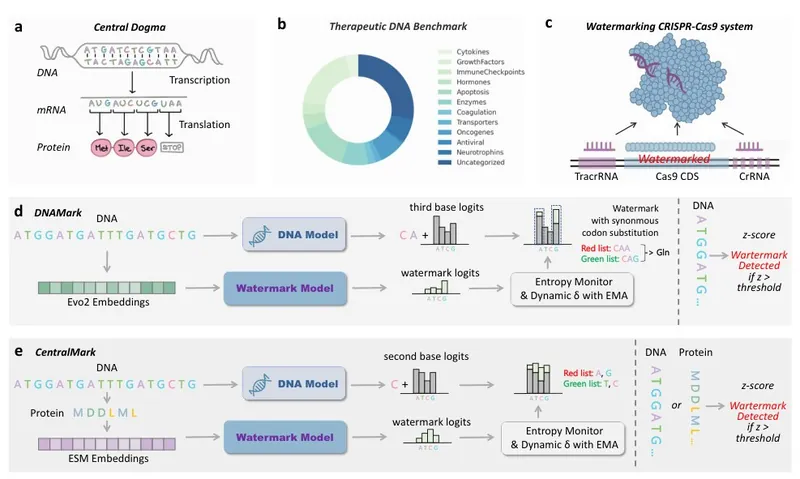 a
Central Dogma
ATGATCTCGTAA
TACTAGAGCATT
DNA
Transcription
mRNA
AUGAUCUCGUAA
Translation
Protein
Met Ile Ser STOP
b
Therapeutic DNA Benchmark
Cytokines
GrowthFactors
ImmuneCheckpoints
Hormones
Apoptosis
Enzymes
Coagulation
Transporters
Oncogenes
Antiviral
Neurotrophins
Uncategorized
c
Watermarking CRISPR-Cas9 system
Watermarked
TracrRNA Cas9 CDS CrRNA
d
DNAMark
DNA
ATGGATGATTTGATGCTG
DNA Model
third base logits
CA +
ATCG
ATCG
Watermark
with synonmous
codon substitution
Red list: CAA
Green list: CAG
-> Gln
Evo2 Embeddings
Watermark Model
watermark logits
ATCG
Entropy Monitor
& Dynamic δ with EMA
DNA
ATGGATG...
z-score
Wartermark
Detected
if z >
threshold
e
CentralMark
DNA
ATGGATGATTTGATGCTG
DNA Model
second base logits
C +
ATCG
ATCG
Red list: A, G
Green list: T, C
Protein MDDLML
ESM Embeddings
Watermark Model
watermark logits
ATCG
Entropy Monitor
& Dynamic δ with EMA
DNA Protein
ATGGATG...
or
MDDLML...
z-score
Wartermark
Detected
if z >
threshold